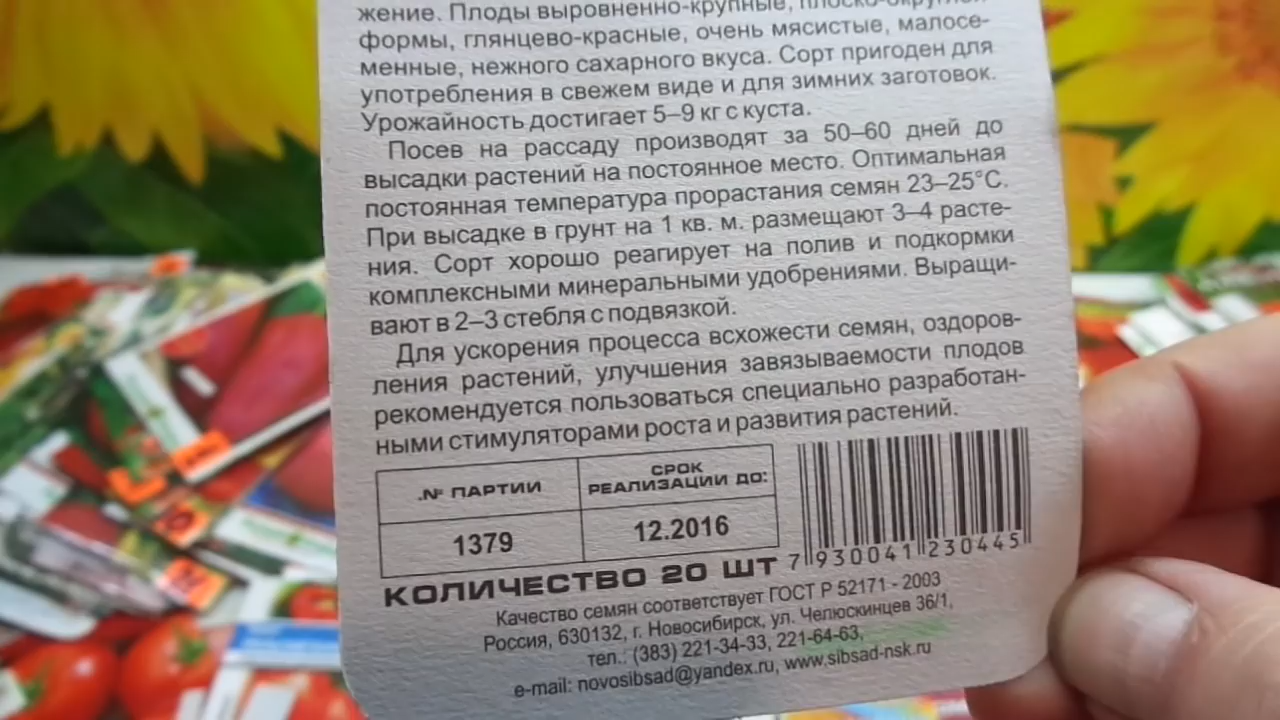 жение. Плоды выровненно-крупные, плоско-округлой
формы, глянцево-красные, очень мясистые, малосе-
менные, нежного сахарного вкуса. Сорт пригоден для
употребления в свежем виде и для зимних заготовок.
Урожайность достигает 5–9 кг с куста.
Посев на рассаду производят за 50–60 дней до
высадки растений на постоянное место. Оптимальная
постоянная температура прорастания семян 23–25°С.
При высадке в грунт на 1 кв. м. размещают 3–4 расте-
ния. Сорт хорошо реагирует на полив и подкормки
комплексными минеральными удобрениями. Выращи-
вают в 2–3 стебля с подвязкой.
Для ускорения процесса всхожести семян, оздоров-
ления растений, улучшения завязываемости плодов
рекомендуется пользоваться специально разработан-
ными стимуляторами роста и развития растений.
№ ПАРТИИ
СРОК
РЕАЛИЗАЦИИ ДО:
1379
12.2016
7 930041 230445
КОЛИЧЕСТВО 20 ШТ
Качество семян соответствует ГОСТ Р 52171 - 2003
Россия, 630132, г. Новосибирск, ул. Челюскинцев 36/1,
тел.: (383) 221-34-33, 221-64-63,
e-mail: novosibsad@yandex.ru, www.sibsad-nsk.ru